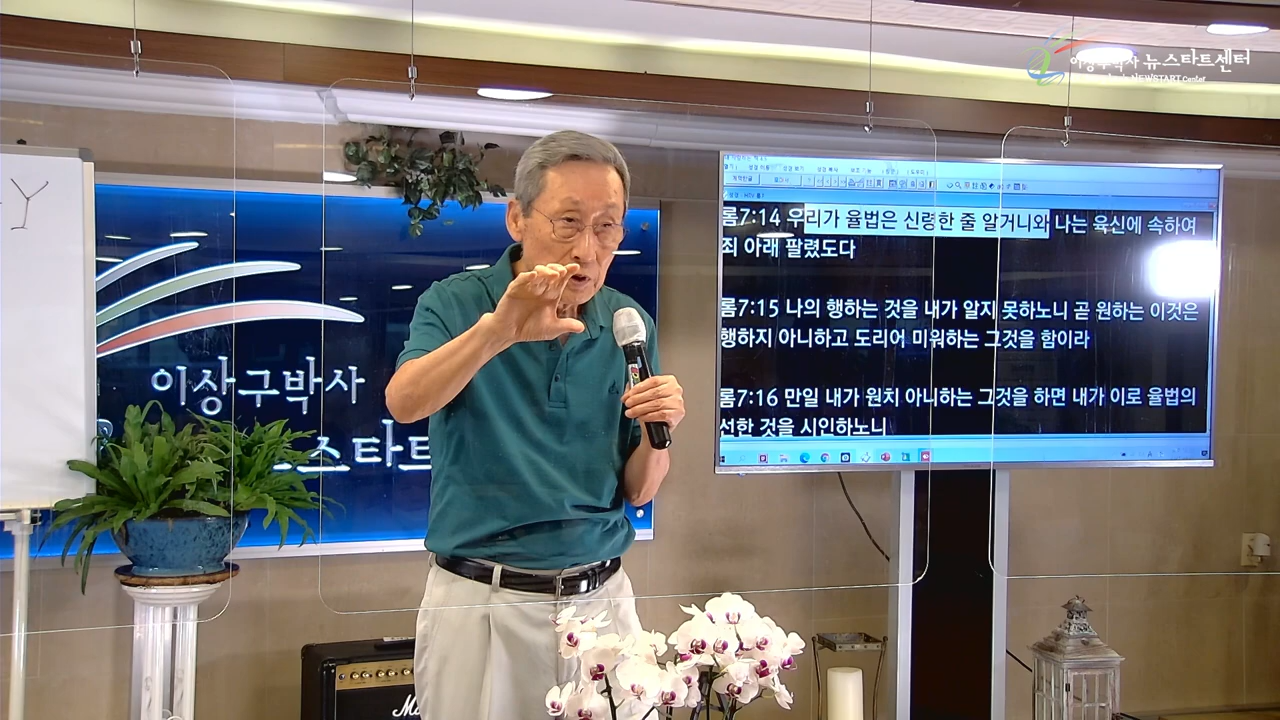 이상구박사 뉴스타트센터
NEWSTART Center
Y
이상구박사
뉴스타트
롬7:14 우리가 율법은 신령한 줄 알거니와 나는 육신에 속하여
죄 아래 팔렸도다
롬7:15 나의 행하는 것을 내가 알지 못하노니 곧 원하는 이것은
행하지 아니하고 도리어 미워하는 그것을 함이라
롬7:16 만일 내가 원치 아니하는 그것을 하면 내가 이로 율법의
선한 것을 시인하노니